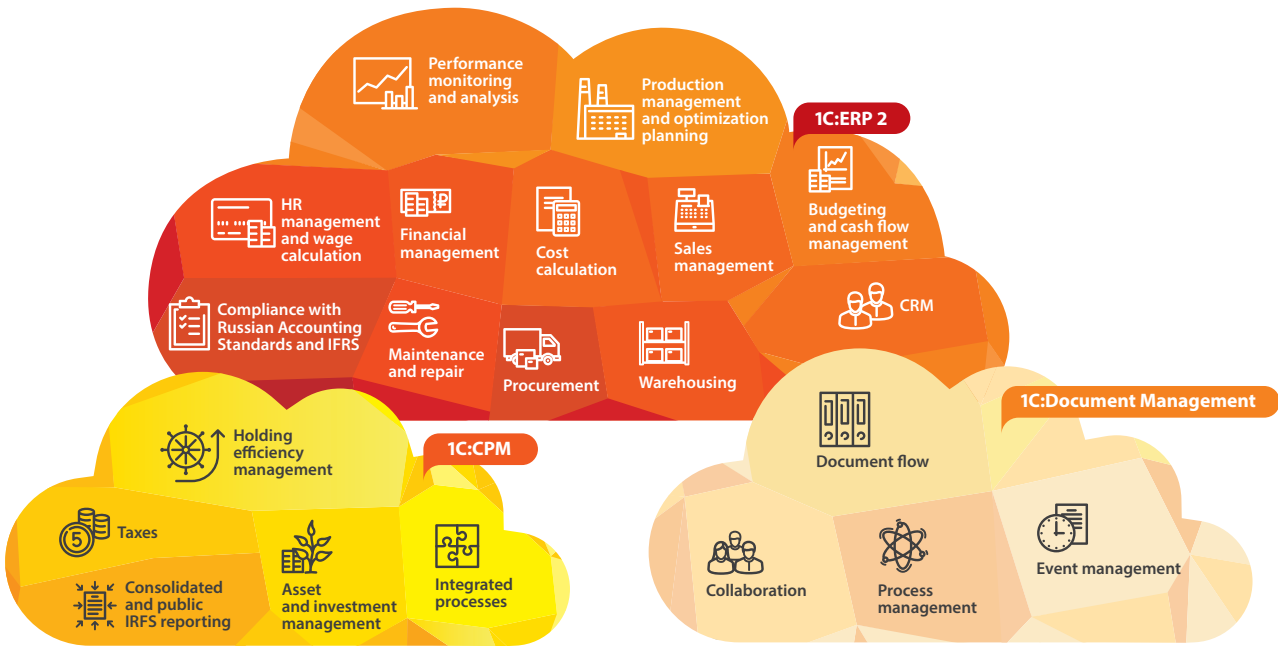 Performance
monitoring
and analysis
Production
management
and optimization
planning
1C:ERP 2
HR
management
and wage
calculation
Financial
management
Cost
calculation
Sales
management
Budgeting
and cash flow
management
Compliance with
Russian Accounting
Standards and IFRS
Maintenance
and repair
Procurement
Warehousing
CRM
1C:CPM
Holding
efficiency
management
Taxes
5
Consolidated
and public
IRFS reporting
Asset
and investment
management
Integrated
processes
1C:Document Management
Document flow
Collaboration
Process
management
Event management